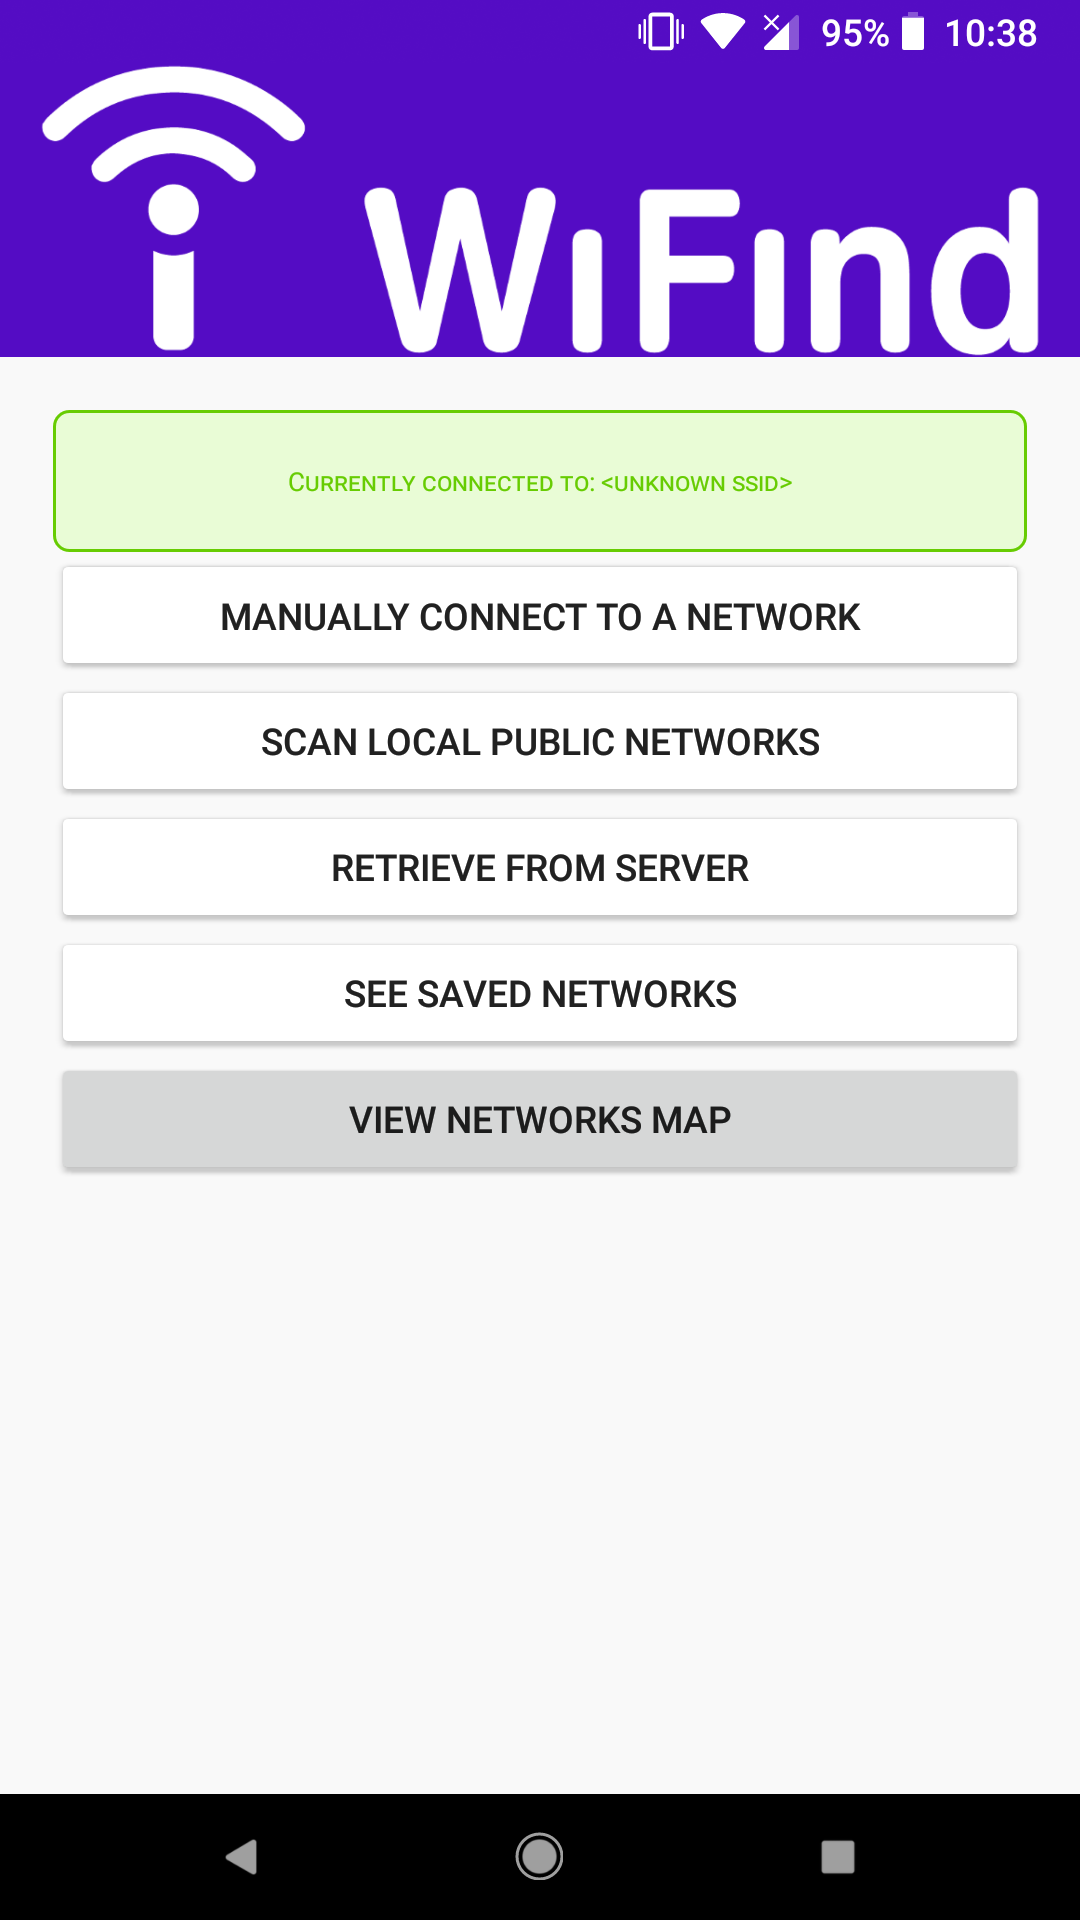 95% 10:38
WiFind
Currently connected to: <unknown ssid>
MANUALLY CONNECT TO A NETWORK
SCAN LOCAL PUBLIC NETWORKS
RETRIEVE FROM SERVER
SEE SAVED NETWORKS
VIEW NETWORKS MAP